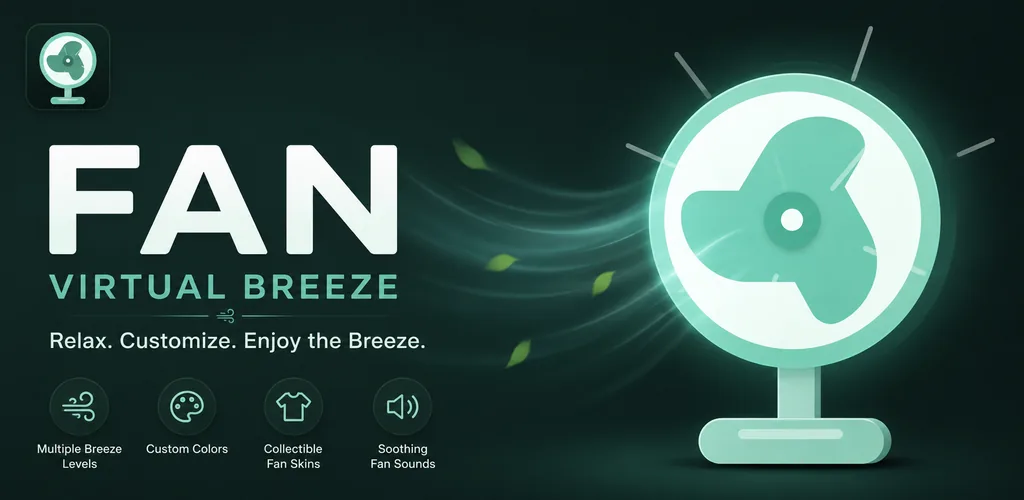 FAN
VIRTUAL BREEZE
Relax. Customize. Enjoy the Breeze.
Multiple Breeze
Levels
Custom Colors
Collectible
Fan Skins
Soothing
Fan Sounds